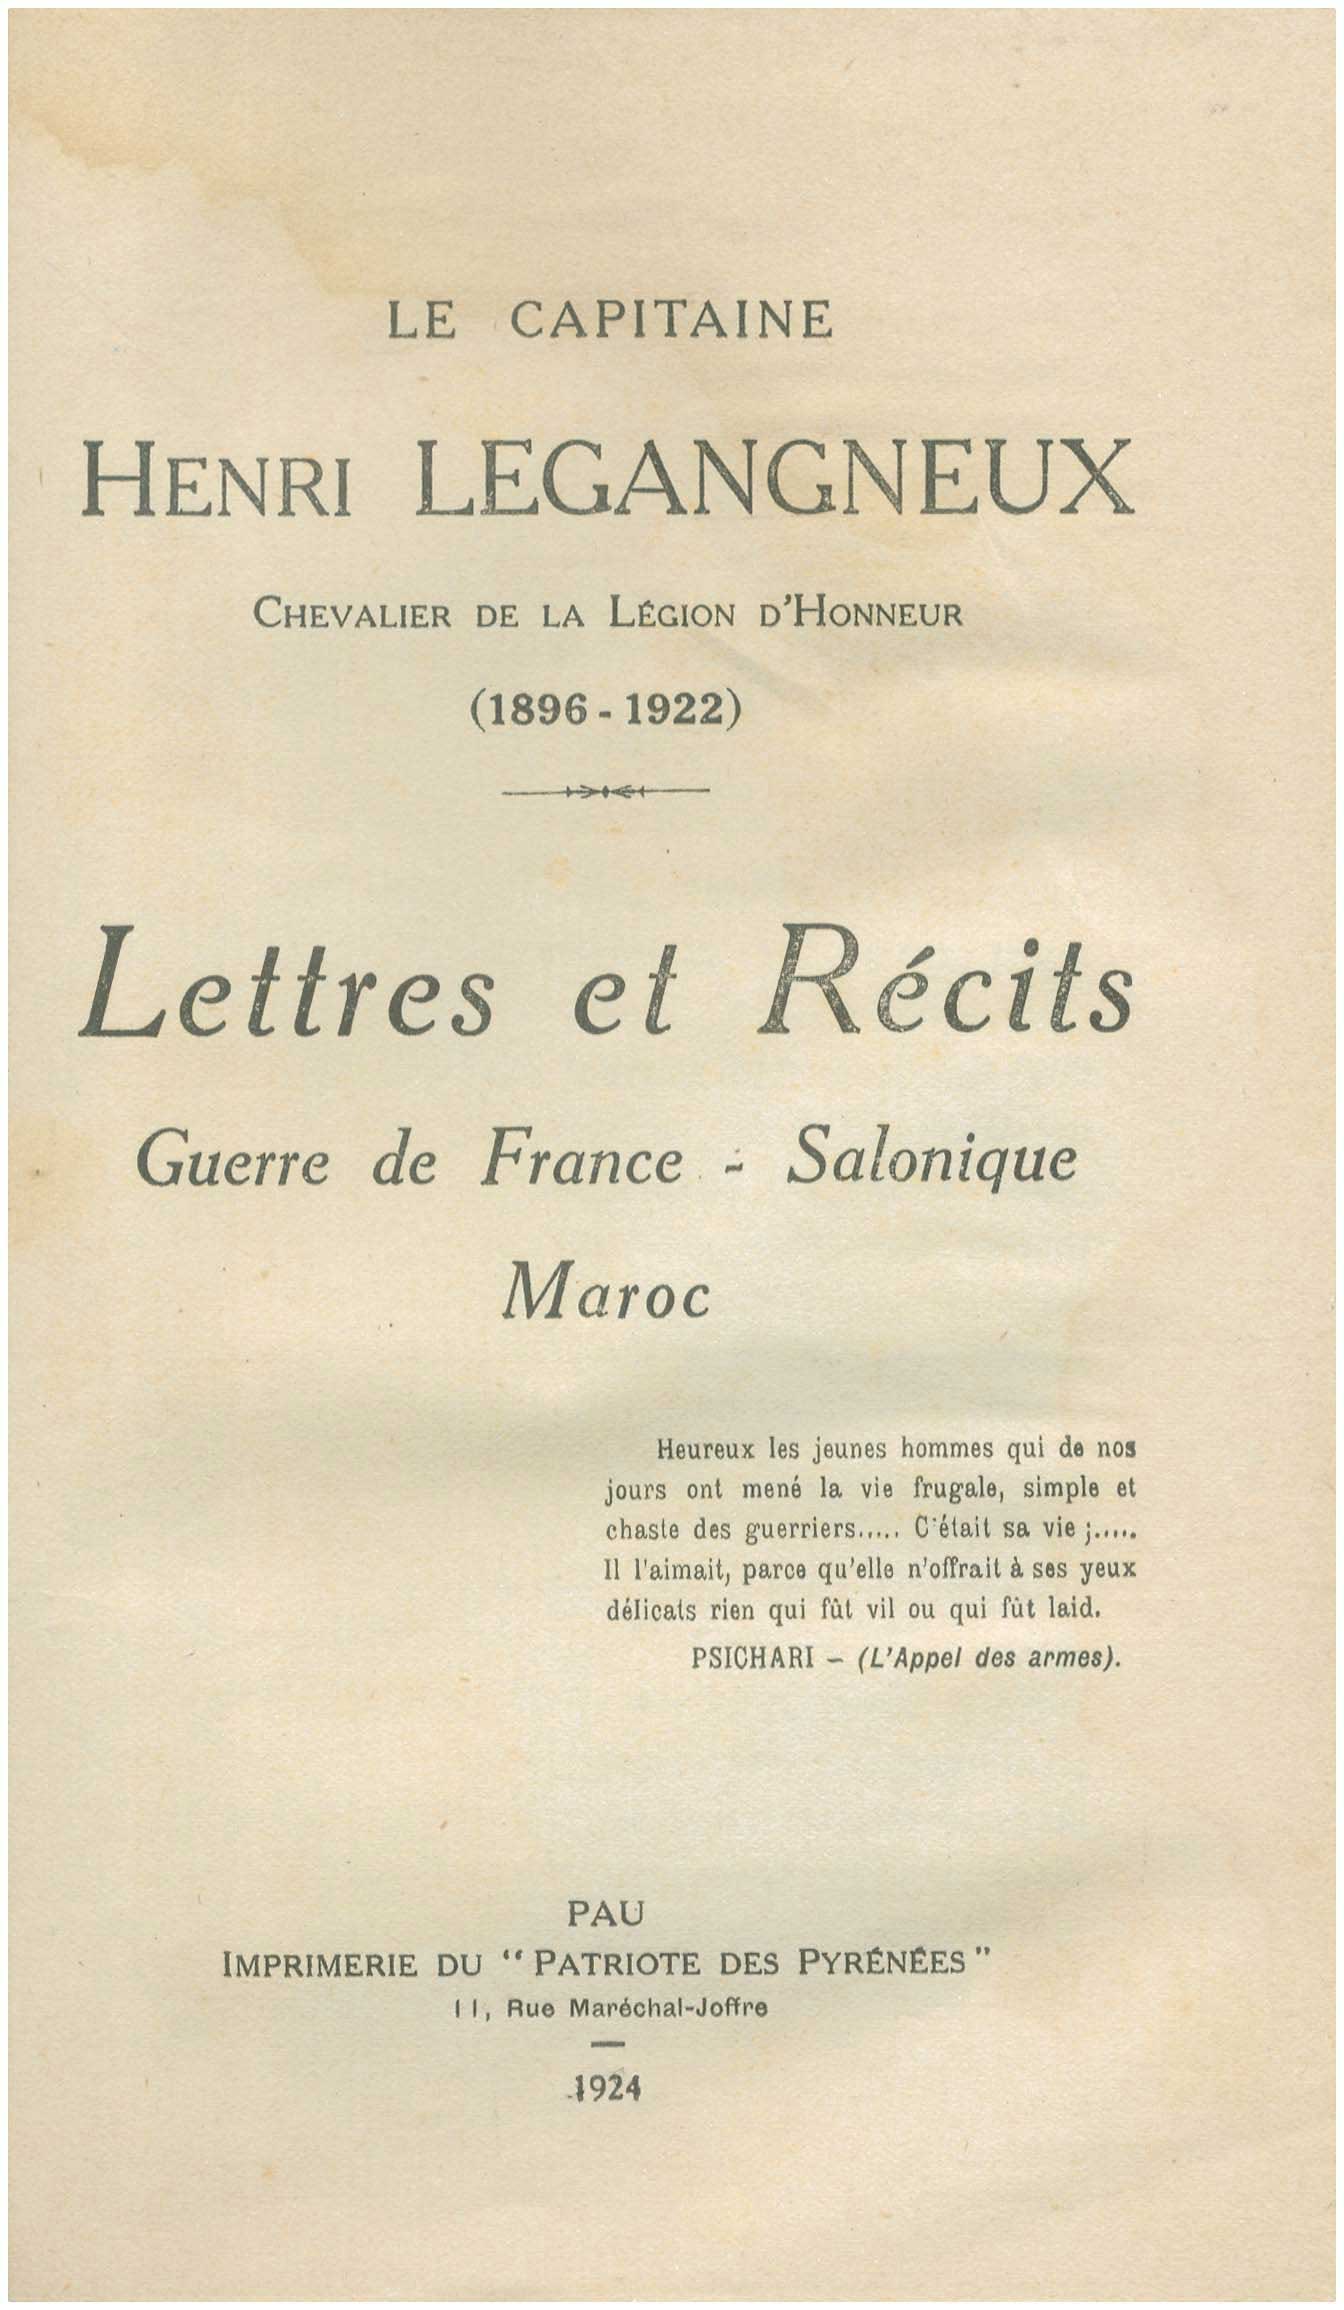 LE CAPITAINE
HENRI LEGANGNEUX
CHEVALIER DE LA LÉGION D'HONNEUR
(1896 - 1922)
Lettres et Récits
Guerre de France - Salonique
Maroc
Heureux les jeunes hommes qui de nos
jours ont mené la vie frugale, simple et
chaste des guerriers..... C'était sa vie ;.....
Il l'aimait, parce qu'elle n'offrait à ses yeux
délicats rien qui fût vil ou qui fût laid.
PSICHARI — (L'Appel des armes).
PAU
IMPRIMERIE DU “ PATRIOTE DES PYRÉNÉES ”
11, Rue Maréchal-Joffre
1924